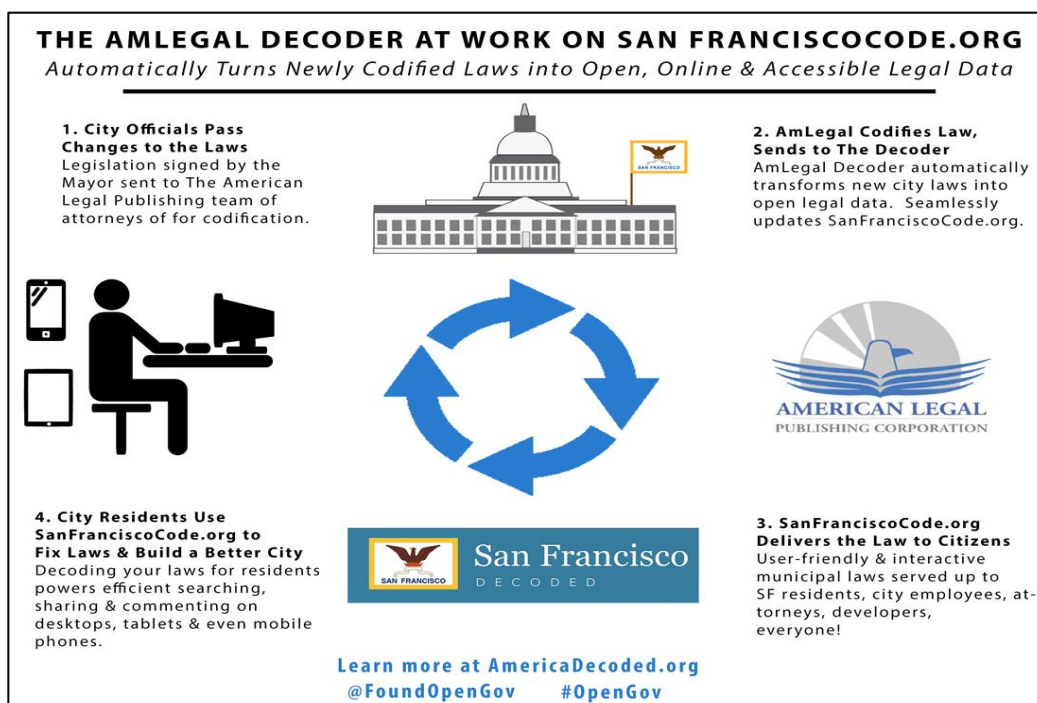 THE AMLEGAL DECODER AT WORK ON SAN FRANCISCOCODE.ORG
Automatically Turns Newly Codified Laws into Open, Online & Accessible Legal Data
1. City Officials Pass
Changes to the Laws
Legislation signed by the
Mayor sent to The American
Legal Publishing team of
attorneys of for codification.
SAN FRANCISCO
2. AmLegal Codifies Law,
Sends to The Decoder
AmLegal Decoder automatically
transforms new city laws into
open legal data. Seamlessly
updates SanFranciscoCode.org.
AMERICAN LEGAL
PUBLISHING CORPORATION
4. City Residents Use
SanFranciscoCode.org to
Fix Laws & Build a Better City
Decoding your laws for residents
powers efficient searching,
sharing & commenting on
desktops, tablets & even mobile
phones.
SAN FRANCISCO
San Francisco
DECODED
3. SanFranciscoCode.org
Delivers the Law to Citizens
User-friendly & interactive
municipal laws served up to
SF residents, city employees, at-
torneys, developers,
everyone!
Learn more at AmericaDecoded.org
@FoundOpenGov #OpenGov